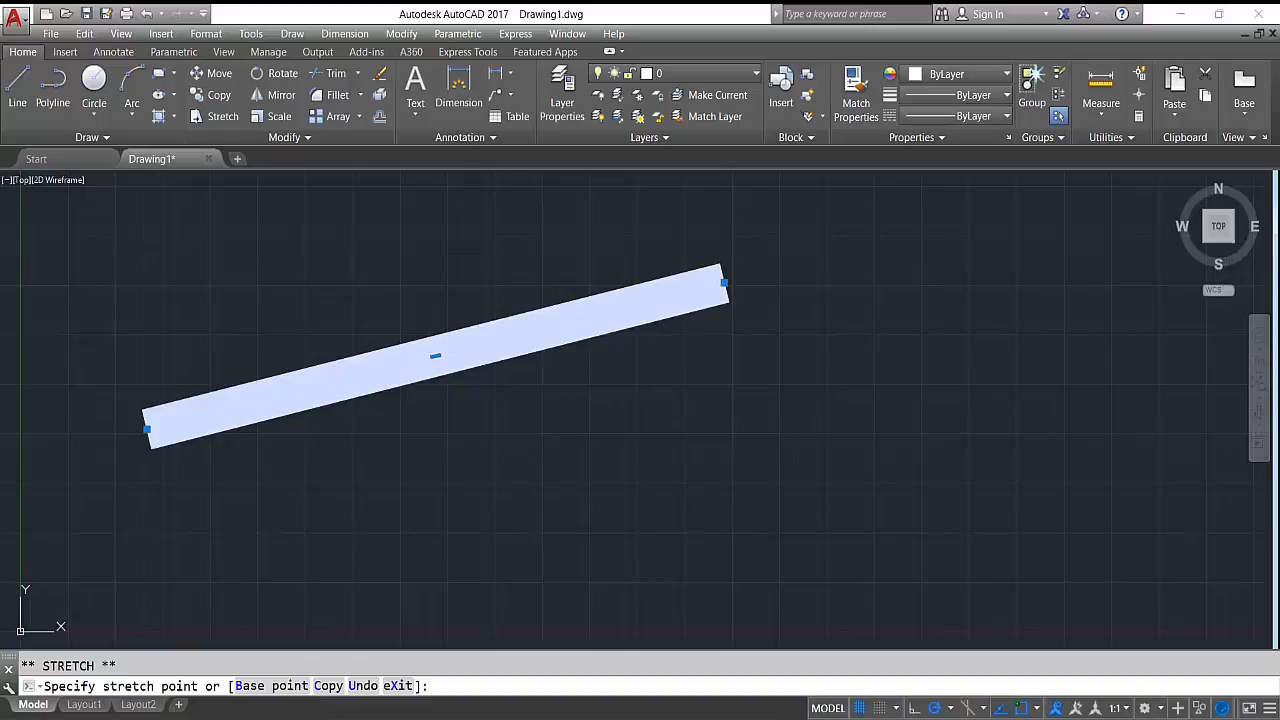 Autodesk AutoCAD 2017 Drawing1.dwg Type a keyword or phrase Sign In
File Edit View Insert Format Tools Draw Dimension Modify Parametric Express Window Help
Home Insert Annotate Parametric View Manage Output Add-ins A360 Express Tools Featured Apps
Line Polyline Circle Arc
Move Rotate Trim
Copy Mirror Fillet
Stretch Scale Array
Text Dimension Table
Layer Properties 0
Make Current
Match Layer
Insert
Match Properties ByLayer
ByLayer
ByLayer
Group Measure Paste Base
Draw Modify Annotation Layers Block Properties Groups Utilities Clipboard View
Start Drawing1*
[−][Top][2D Wireframe]
N
W TOP E
S
WCS
Y
X
** STRETCH **
Specify stretch point or [Base point Copy Undo eXit]:
Model Layout1 Layout2 MODEL 1:1